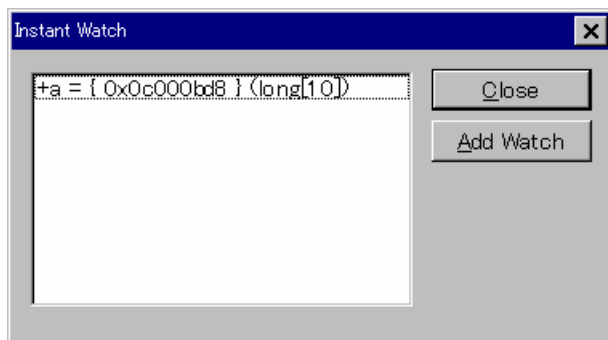 Instant Watch
+a = { 0x0c000bd8 } (long[10])
Close
Add Watch